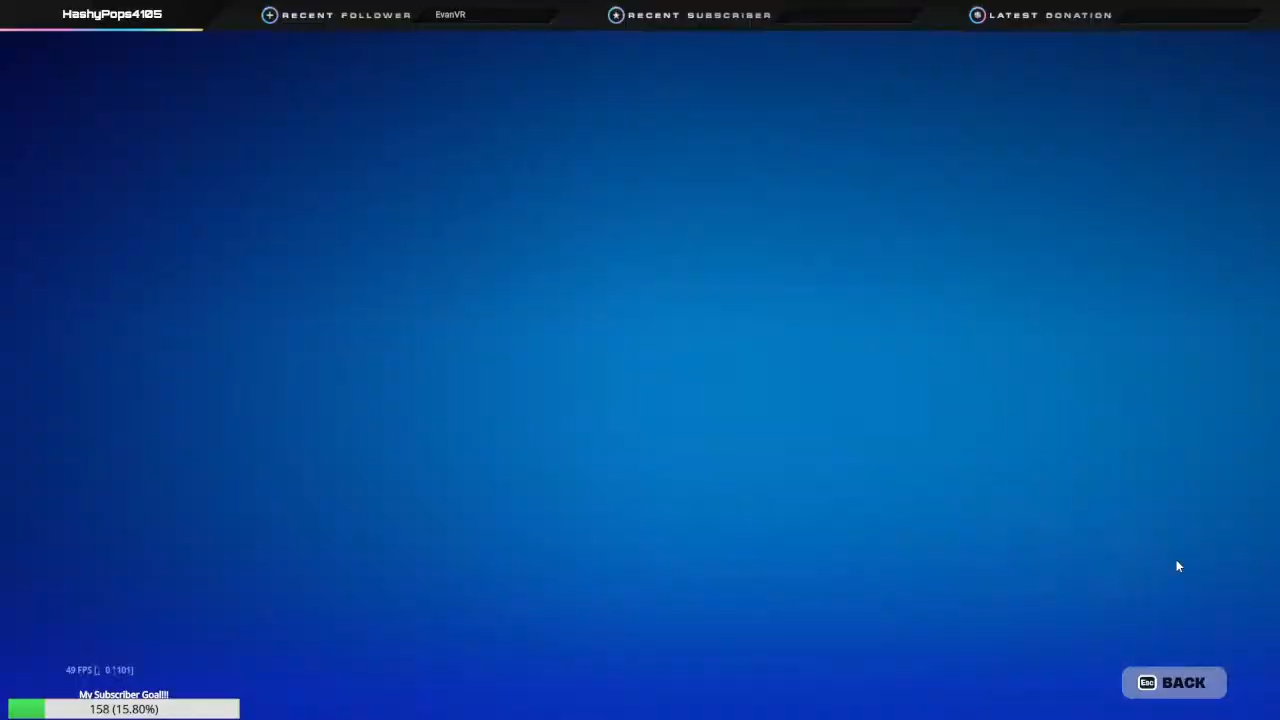 HashyPops4105
RECENT FOLLOWER EvanVR
RECENT SUBSCRIBER
LATEST DONATION
49 FPS
My Subscriber Goal!!!
158 (15.80%)
Esc BACK